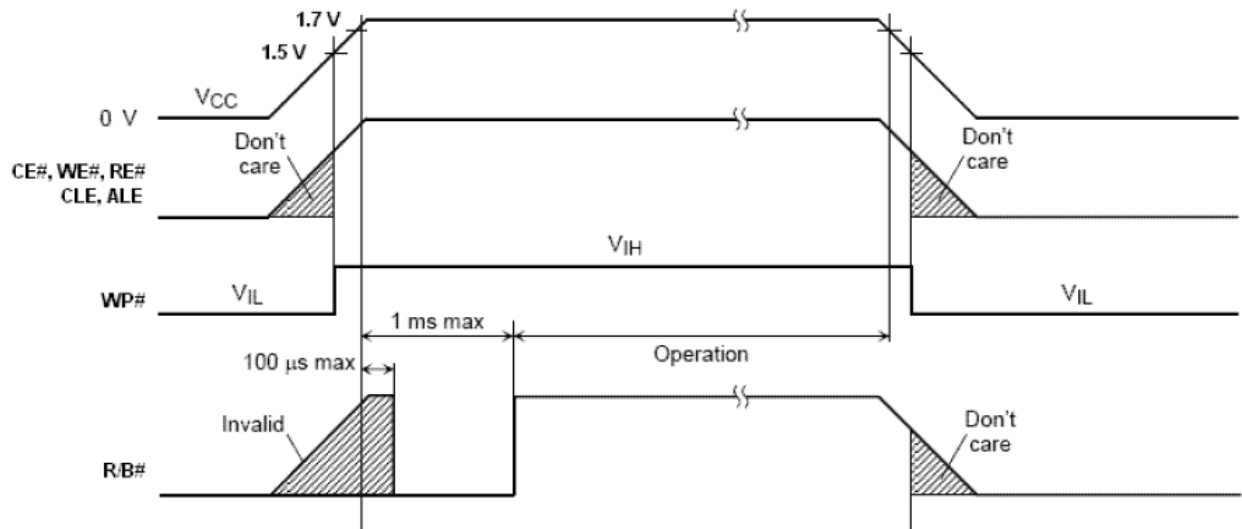 1.7 V
1.5 V
VCC
0 V
Don't
care
Don't
care
CE#, WE#, RE#
CLE, ALE
VIH
WP#
VIL
VIL
1 ms max
Operation
100 μs max
Invalid
Don't
care
R/B#